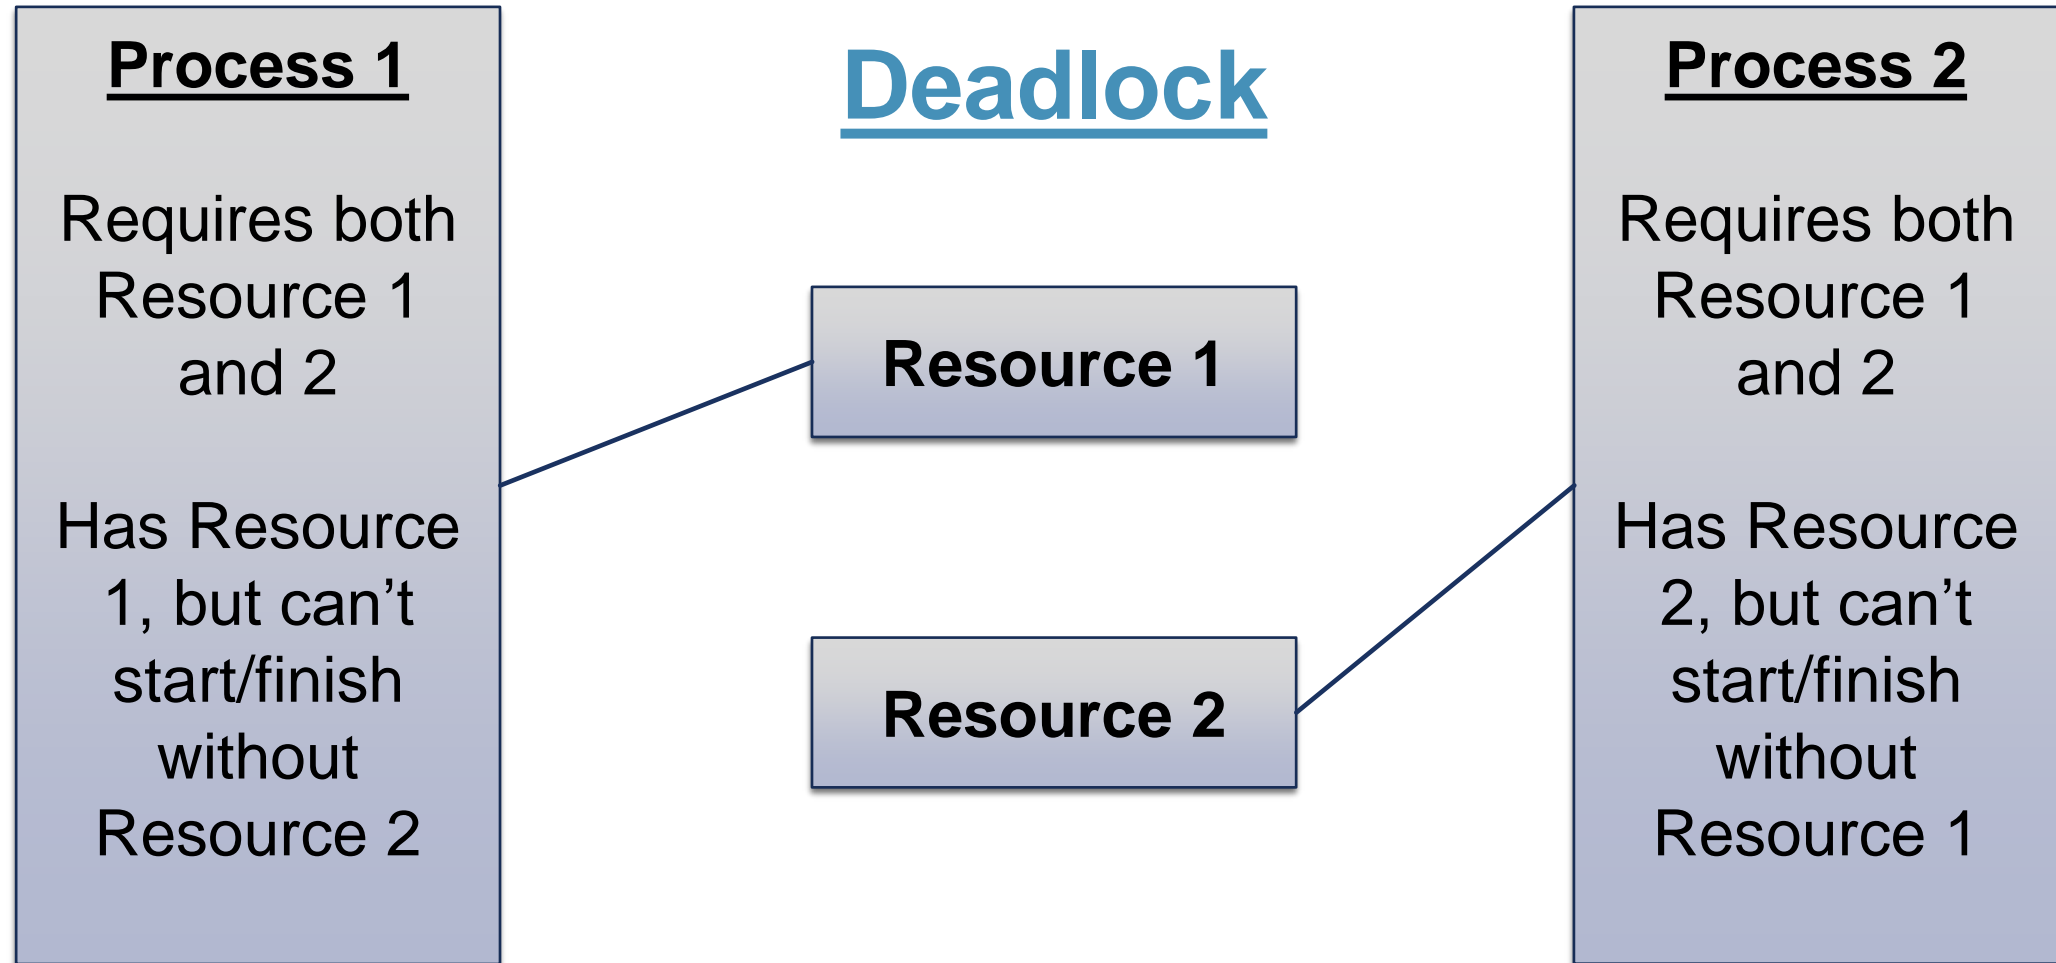 Process 1
Requires both
Resource 1
and 2
Has Resource
1, but can’t
start/finish
without
Resource 2
Deadlock
Resource 1
Resource 2
Process 2
Requires both
Resource 1
and 2
Has Resource
2, but can’t
start/finish
without
Resource 1